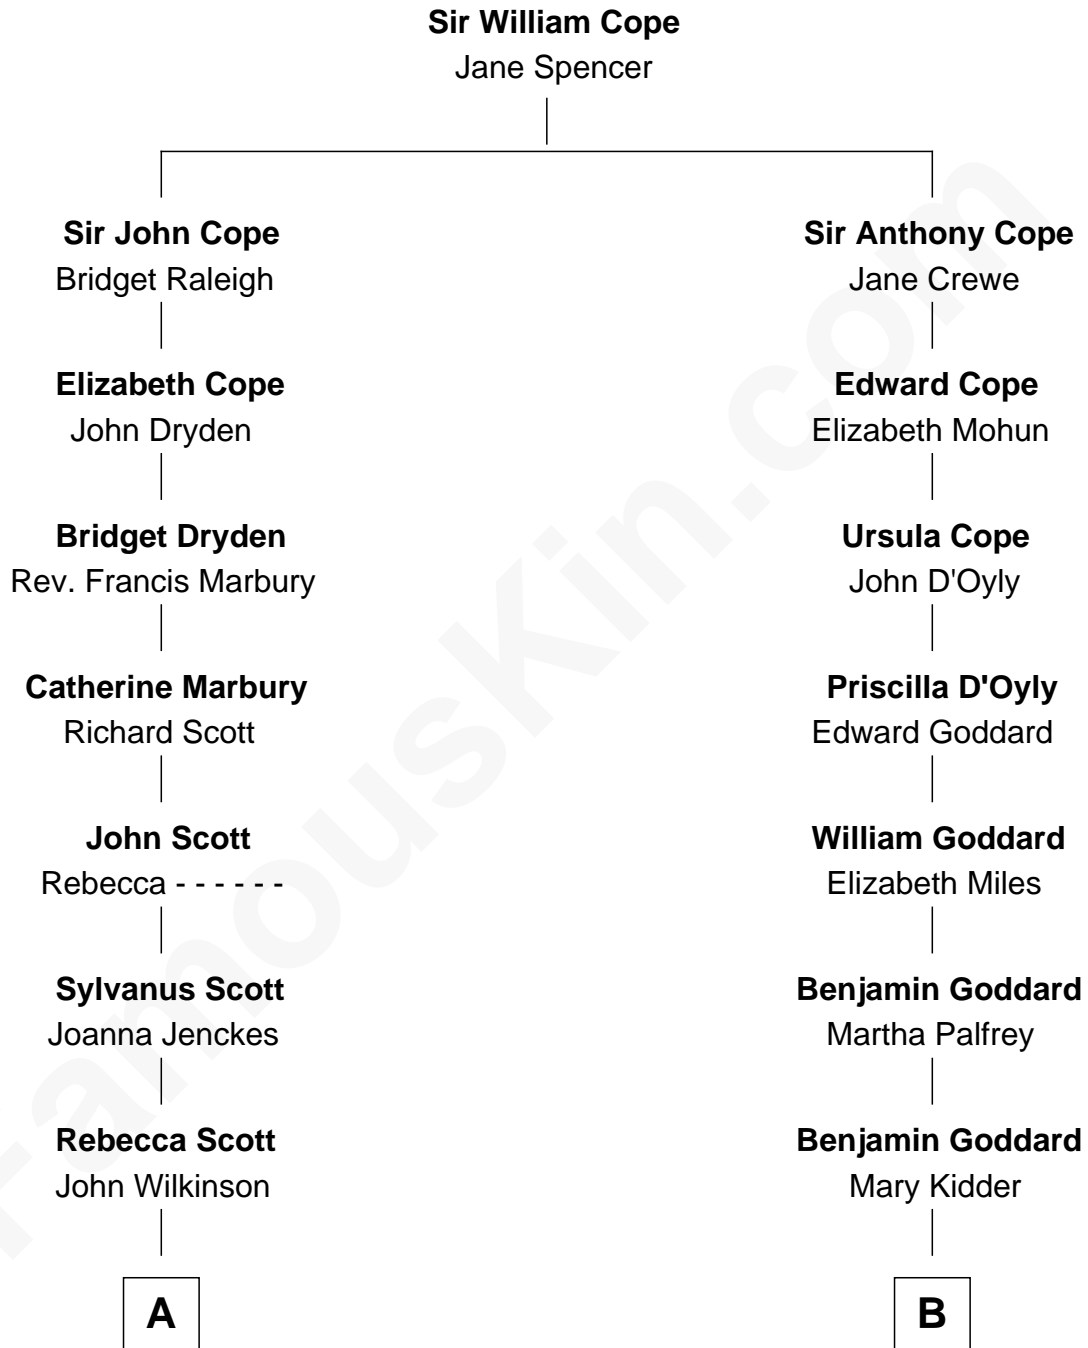 Sir William Cope
Jane Spencer
Sir John Cope
Bridget Raleigh
Sir Anthony Cope
Jane Crewe
Elizabeth Cope
John Dryden
Edward Cope
Elizabeth Mohun
Bridget Dryden
Rev. Francis Marbury
Ursula Cope
John D'Oyly
Catherine Marbury
Richard Scott
Priscilla D'Oyly
Edward Goddard
John Scott
Rebecca - - - - - -
William Goddard
Elizabeth Miles
Sylvanus Scott
Joanna Jenckes
Benjamin Goddard
Martha Palfrey
Rebecca Scott
John Wilkinson
Benjamin Goddard
Mary Kidder
A
B
FamousKin.com